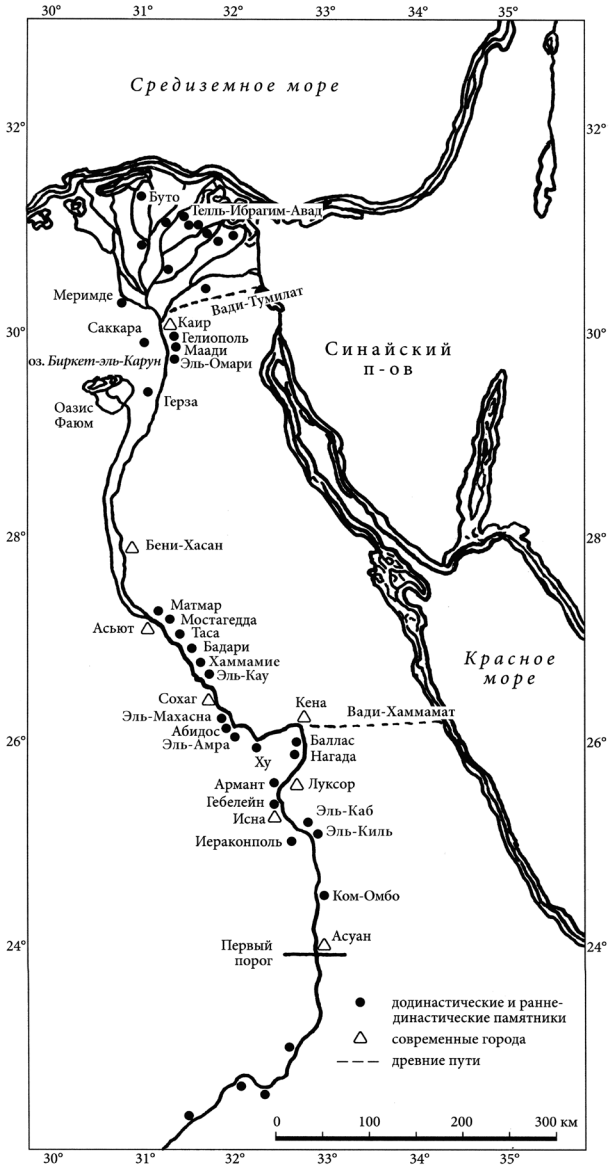 30° 31° 32° 33° 34° 35°
Средиземное море
32° 32°
Буто
Телль-Ибрагим-Авад
Меримде
Вади-Тумилат
Каир
30° 30°
Саккара
Гелиополь
Маади
оз. Биркет-эль-Карун
Эль-Омари
Синайский
п-ов
Оазис
Фаюм
Герза
28° 28°
Бени-Хасан
Матмар
Мостагедда
Асьют
Таса
Бадари
Хаммамие
Эль-Кау
Красное
море
Сохаг
Кена
Вади-Хаммамат
Эль-Махасна
Абидос
Эль-Амра
26° 26°
Баллас
Нагада
Ху
Армант
Луксор
Гебелейн
Исна
Эль-Каб
Эль-Киль
Иераконполь
Ком-Омбо
Асуан
24° 24°
Первый
порог
додинастические и ранне-
династические памятники
современные города
древние пути
0 100 200 300 км
30° 31° 32° 33° 34° 35°